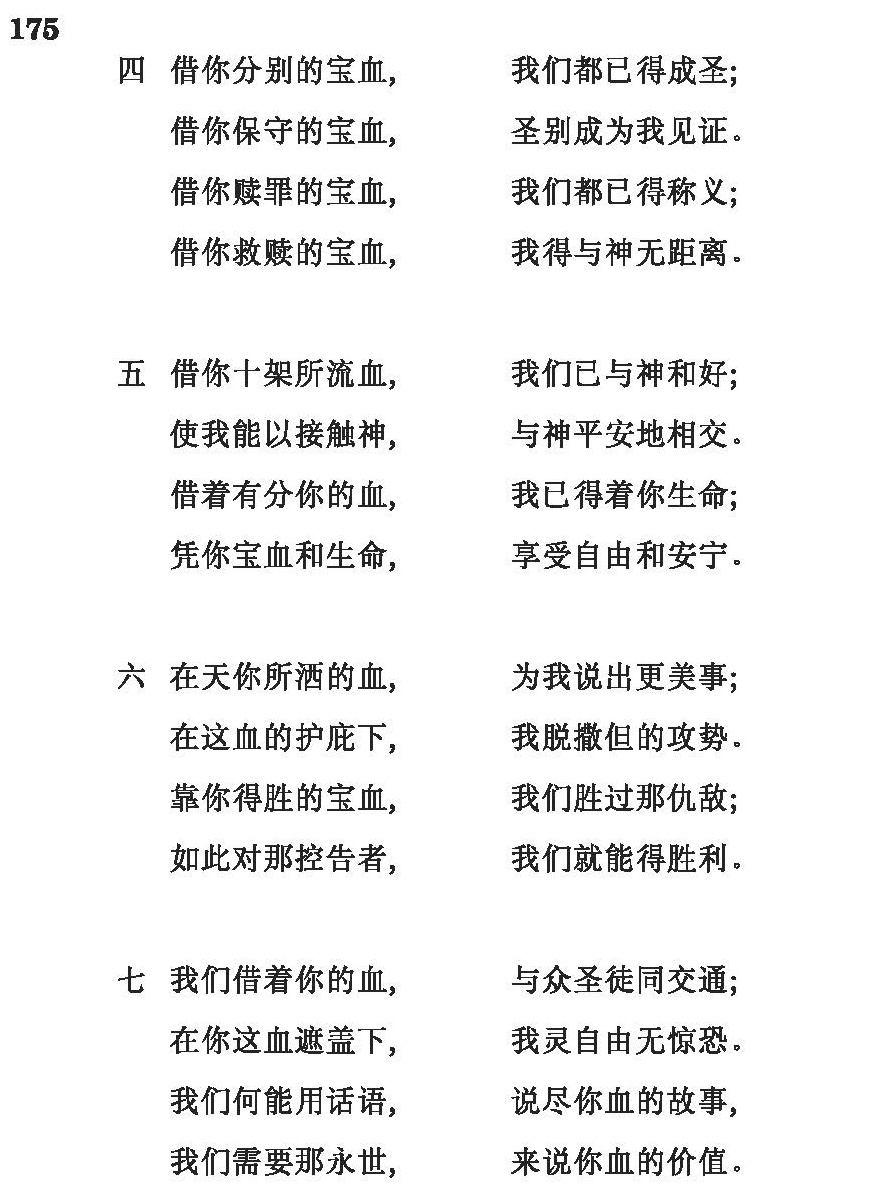 175
四 借你分别的宝血, 我们都已得成圣;
借你保守的宝血, 圣别成为我见证。
借你赎罪的宝血, 我们都已得称义;
借你救赎的宝血, 我得与神无距离。
五 借你十架所流血, 我们已与神和好;
使我能以接触神, 与神平安地相交。
借着有分你的血, 我已得着你生命;
凭你宝血和生命, 享受自由和安宁。
六 在天你所洒的血, 为我说出更美事;
在这血的护庇下, 我脱撒但的攻势。
靠你得胜的宝血, 我们胜过那仇敌;
如此对那控告者, 我们就能得胜利。
七 我们借着你的血, 与众圣徒同交通;
在你这血遮盖下, 我灵自由无惊恐。
我们何能用话语, 说尽你血的故事,
我们需要那永世, 来说你血的价值。